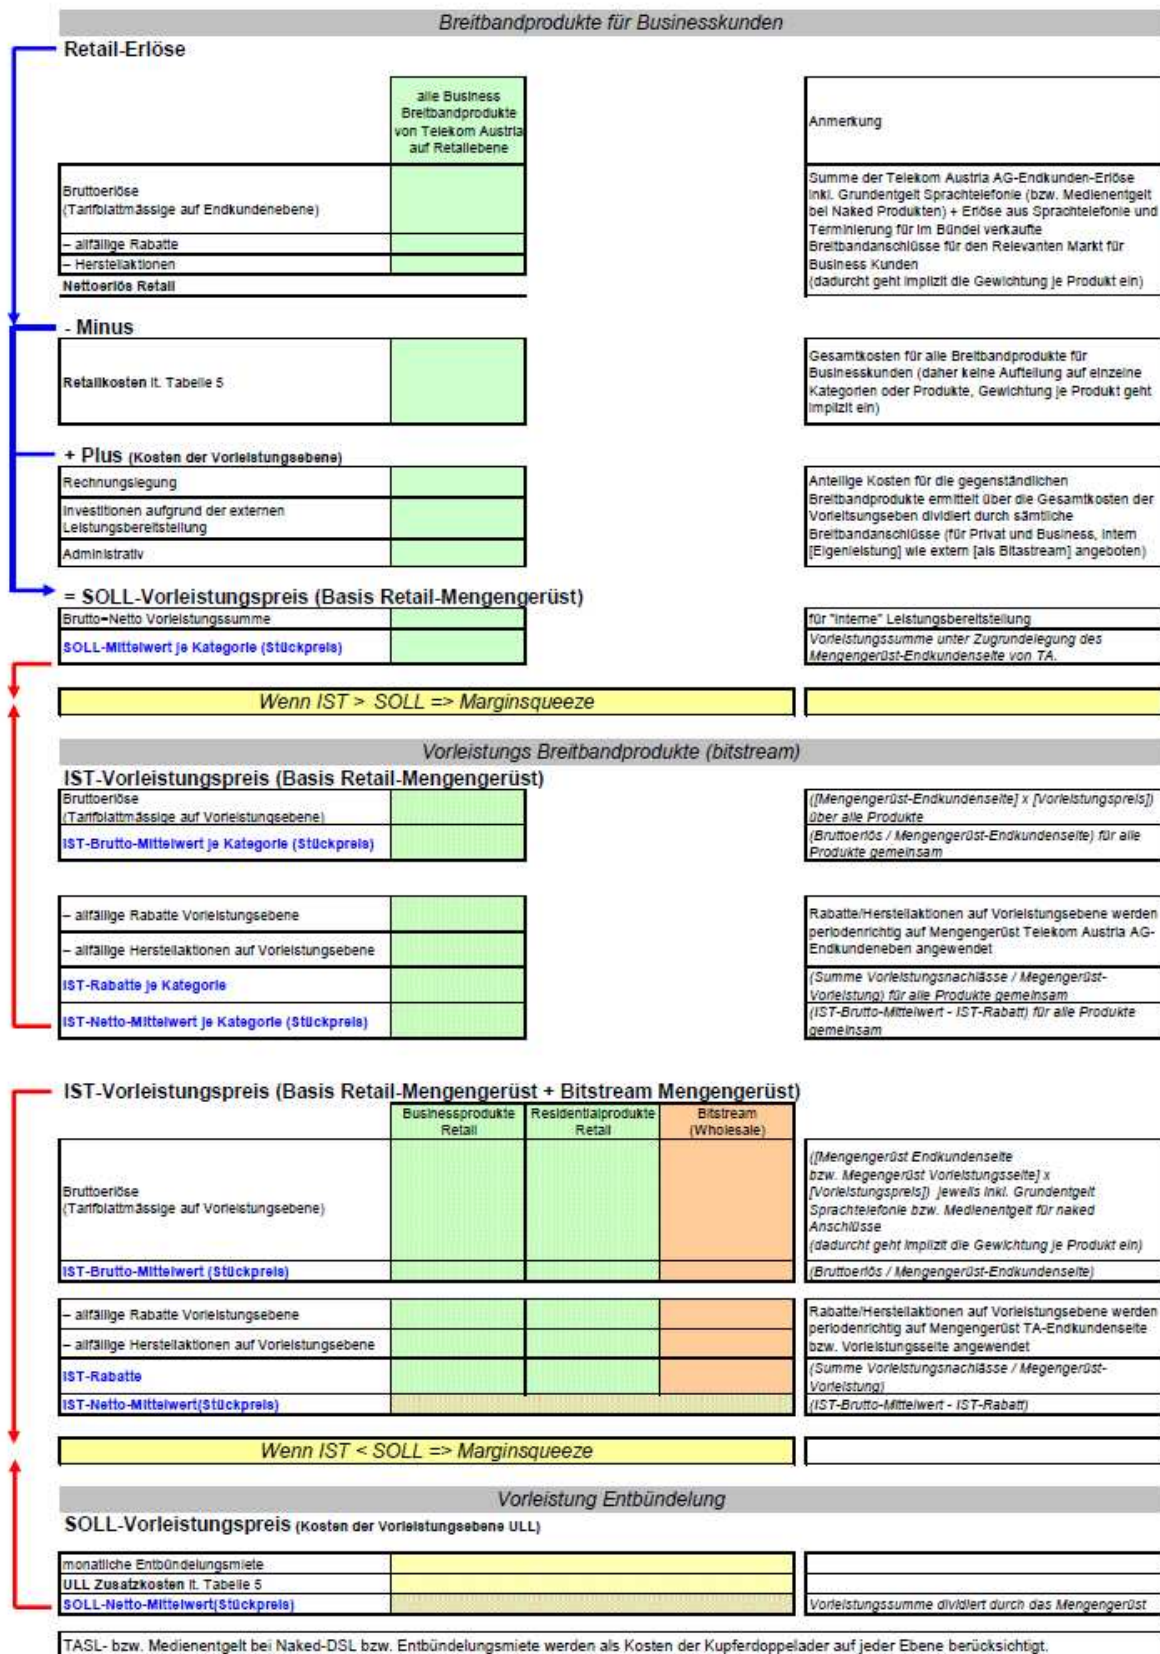 Breitbandprodukte für Businesskunden
Retail-Erlöse
alle Business
Breitbandprodukte
von Telekom Austria
auf Retailebene
Anmerkung
Bruttoerlöse
(Tarifblattmässige auf Endkundenebene)
– allfällige Rabatte
– Herstellaktionen
Nettoerlös Retail
Summe der Telekom Austria AG-Endkunden-Erlöse
inkl. Grundentgelt Sprachtelefonie (bzw. Medienentgelt
bei Naked Produkten) + Erlöse aus Sprachtelefonie und
Terminierung für im Bündel verkaufte
Breitbandanschlüsse für den Relevanten Markt für
Business Kunden
(dadurcht geht implizit die Gewichtung je Produkt ein)
- Minus
Retailkosten lt. Tabelle 5
Gesamtkosten für alle Breitbandprodukte für
Businesskunden (daher keine Aufteilung auf einzelne
Kategorien oder Produkte, Gewichtung je Produkt geht
implizit ein)
+ Plus (Kosten der Vorleistungsebene)
Rechnungslegung
Investitionen aufgrund der externen
Leistungsbereitstellung
Administrativ
Anteilige Kosten für die gegenständlichen
Breitbandprodukte ermittelt über die Gesamtkosten der
Vorleitsungseben dividiert durch sämtliche
Breitbandanschlüsse (für Privat und Business, intern
[Eigenleistung] wie extern [als Bitastream] angeboten)
= SOLL-Vorleistungspreis (Basis Retail-Mengengerüst)
Brutto=Netto Vorleistungssumme
für "interne" Leistungsbereitstellung
SOLL-Mittelwert je Kategorie (Stückpreis)
Vorleistungssumme unter Zugrundelegung des
Mengengerüst-Endkundenseite von TA.
Wenn IST > SOLL => Marginsqueeze
Vorleistungs Breitbandprodukte (bitstream)
IST-Vorleistungspreis (Basis Retail-Mengengerüst)
Bruttoerlöse
(Tarifblattmässige auf Vorleistungsebene)
([Mengengerüst-Endkundenseite] x [Vorleistungspreis])
über alle Produkte
IST-Brutto-Mittelwert je Kategorie (Stückpreis)
(Bruttoerlös / Mengengerüst-Endkundenseite) für alle
Produkte gemeinsam
– allfällige Rabatte Vorleistungsebene
– allfällige Herstellaktionen auf Vorleistungsebene
Rabatte/Herstellaktionen auf Vorleistungsebene werden
periodenrichtig auf Mengengerüst Telekom Austria AG-
Endkundeneben angewendet
IST-Rabatte je Kategorie
(Summe Vorleistungsnachlässe / Megengerüst-
Vorleistung) für alle Produkte gemeinsam
IST-Netto-Mittelwert je Kategorie (Stückpreis)
(IST-Brutto-Mittelwert - IST-Rabatt) für alle Produkte
gemeinsam
IST-Vorleistungspreis (Basis Retail-Mengengerüst + Bitstream Mengengerüst)
Businessprodukte
Retail
Residentialprodukte
Retail
Bitstream
(Wholesale)
Bruttoerlöse
(Tarifblattmässige auf Vorleistungsebene)
([Mengengerüst Endkundenseite
bzw. Megengerüst Vorleistungsseite] x
[Vorleistungspreis]) jeweils inkl. Grundentgelt
Sprachtelefonie bzw. Medienentgelt für naked
Anschlüsse
(dadurcht geht implizit die Gewichtung je Produkt ein)
IST-Brutto-Mittelwert (Stückpreis)
(Bruttoerlös / Mengengerüst-Endkundenseite)
– allfällige Rabatte Vorleistungsebene
– allfällige Herstellaktionen auf Vorleistungsebene
Rabatte/Herstellaktionen auf Vorleistungsebene werden
periodenrichtig auf Mengengerüst TA-Endkundenseite
bzw. Vorleistungsseite angewendet
IST-Rabatte
(Summe Vorleistungsnachlässe / Megengerüst-
Vorleistung)
IST-Netto-Mittelwert(Stückpreis)
(IST-Brutto-Mittelwert - IST-Rabatt)
Wenn IST < SOLL => Marginsqueeze
Vorleistung Entbündelung
SOLL-Vorleistungspreis (Kosten der Vorleistungsebene ULL)
monatliche Entbündelungsmiete
ULL Zusatzkosten lt. Tabelle 5
SOLL-Netto-Mittelwert(Stückpreis)
Vorleistungssumme dividiert durch das Mengengerüst
TASL- bzw. Medienentgelt bei Naked-DSL bzw. Entbündelungsmiete werden als Kosten der Kupferdoppelader auf jeder Ebene berücksichtigt.